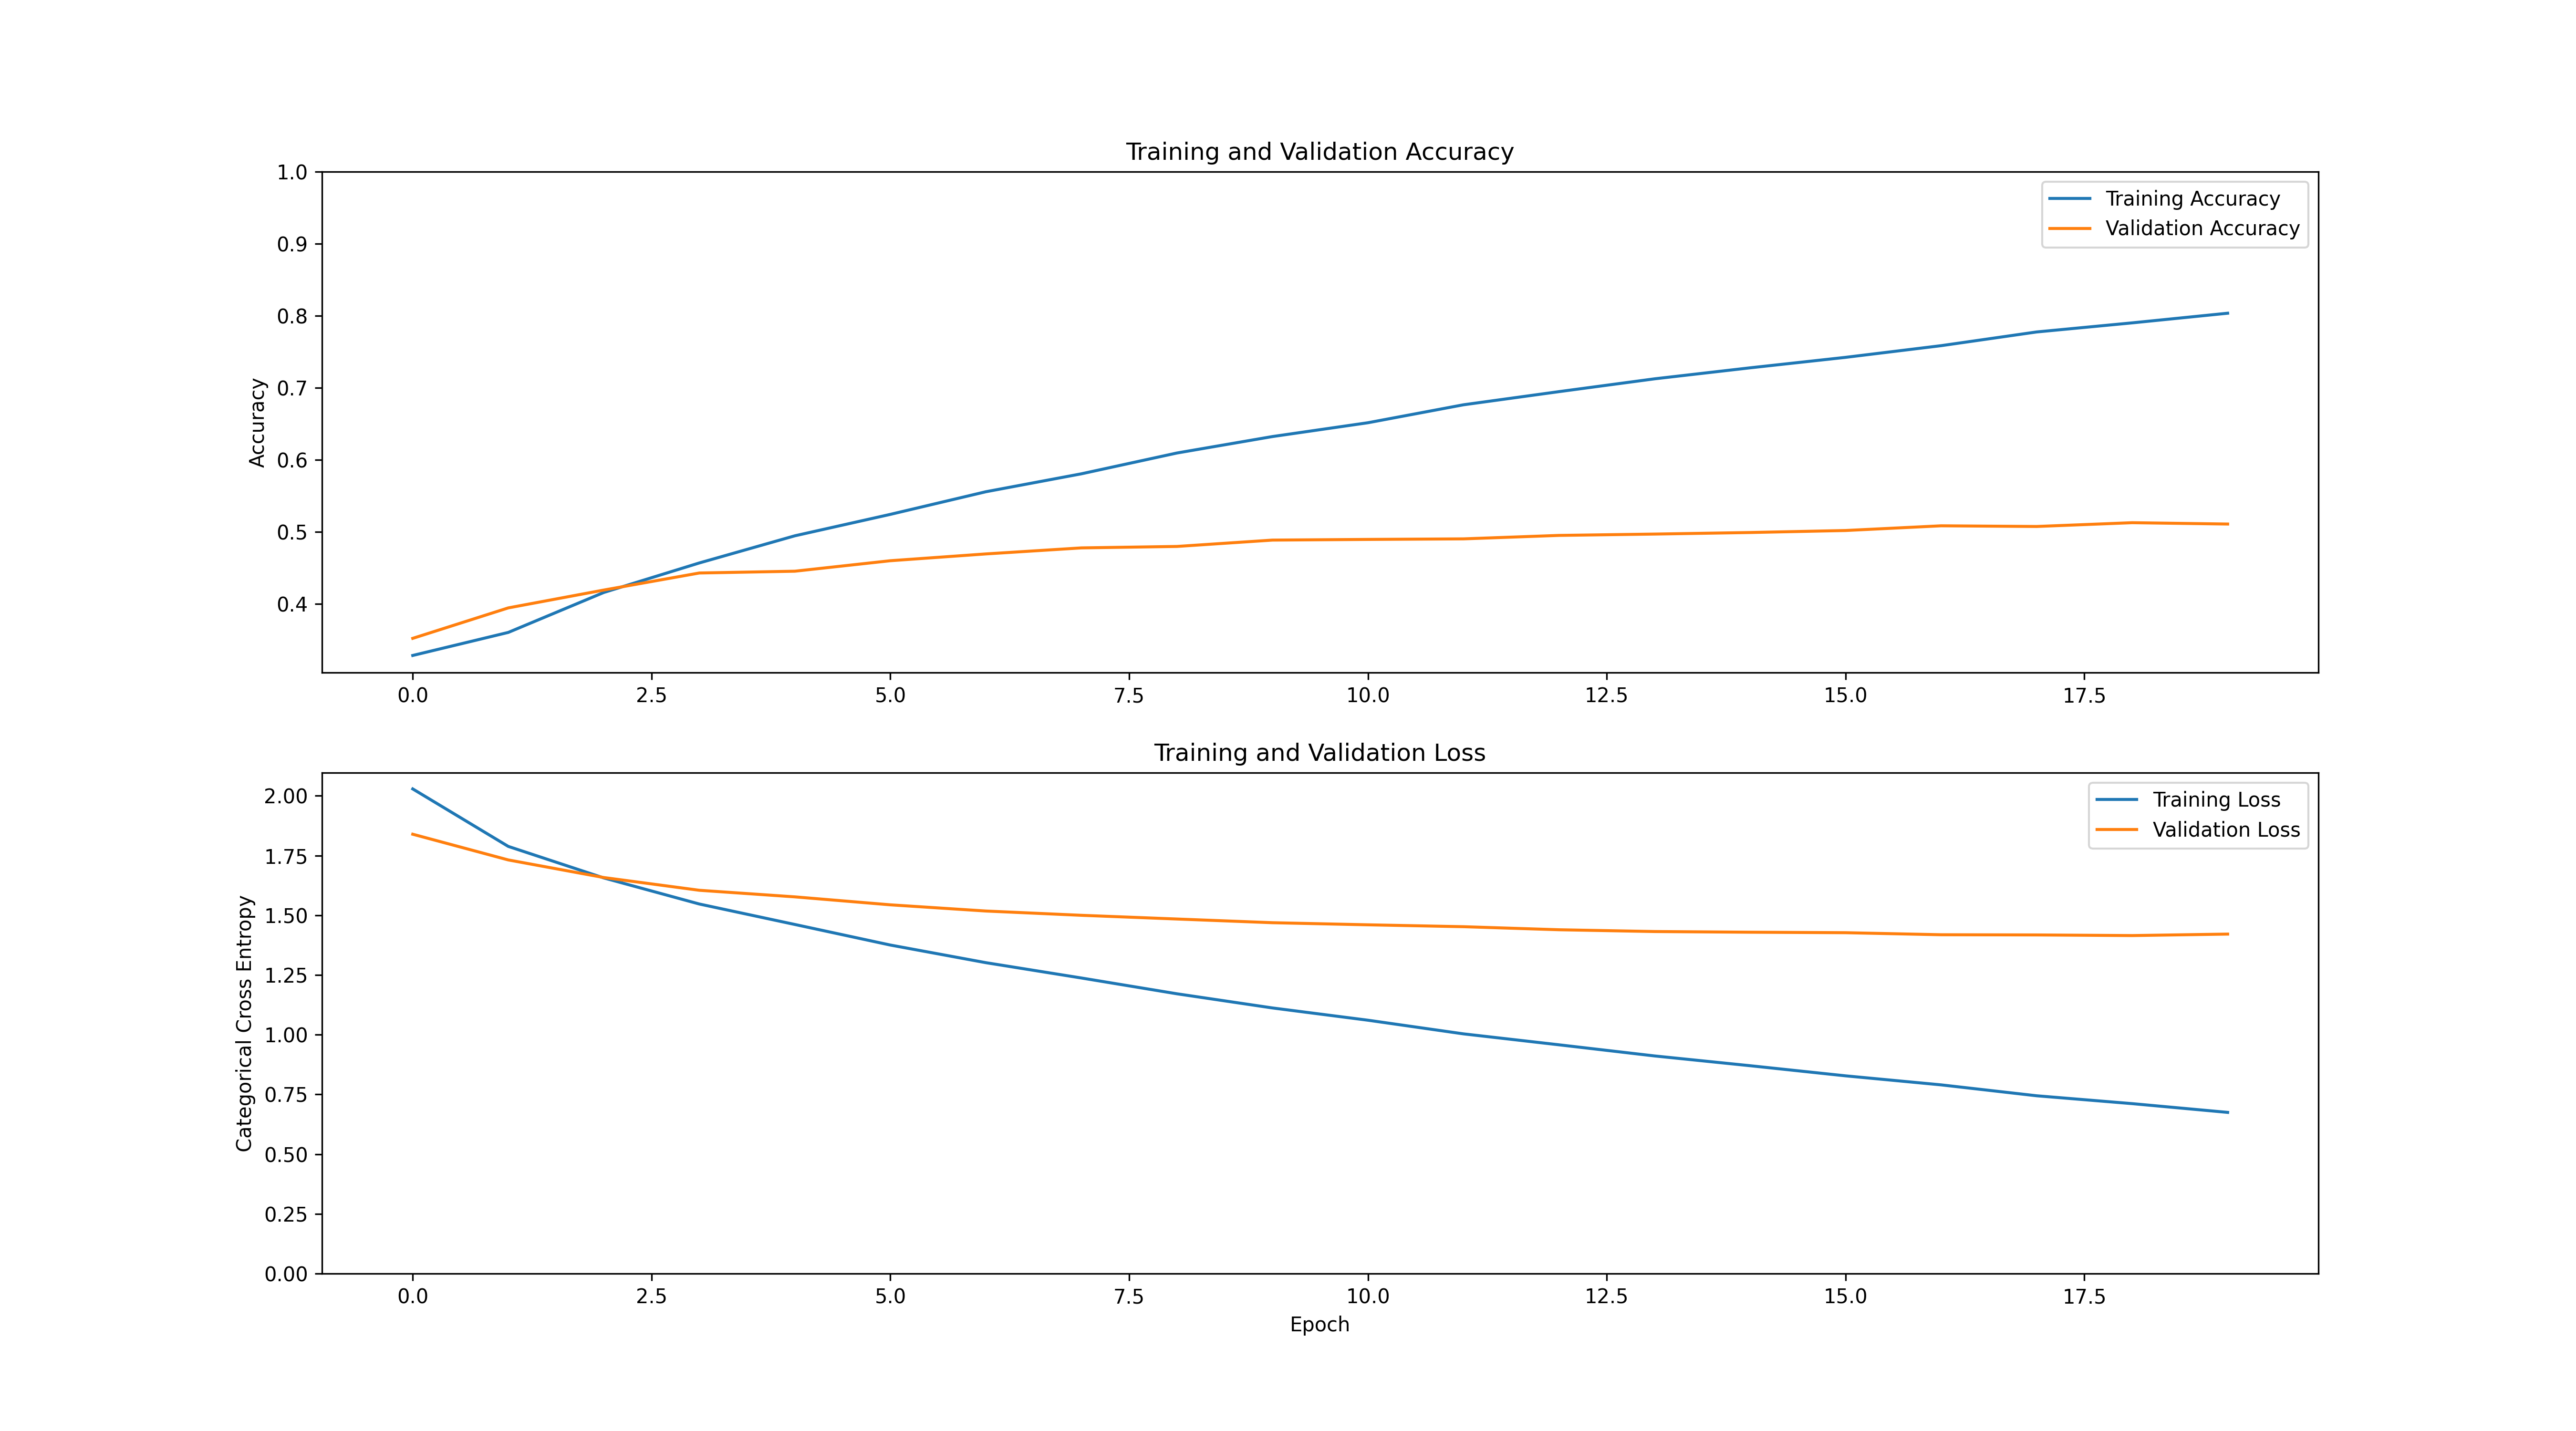 Training and Validation Accuracy
1.0
0.9
0.8
0.7
0.6
0.5
0.4
Accuracy
Training Accuracy
Validation Accuracy
0.0 2.5 5.0 7.5 10.0 12.5 15.0 17.5
Training and Validation Loss
2.00
1.75
1.50
1.25
1.00
0.75
0.50
0.25
0.00
Categorical Cross Entropy
Training Loss
Validation Loss
0.0 2.5 5.0 7.5 10.0 12.5 15.0 17.5
Epoch